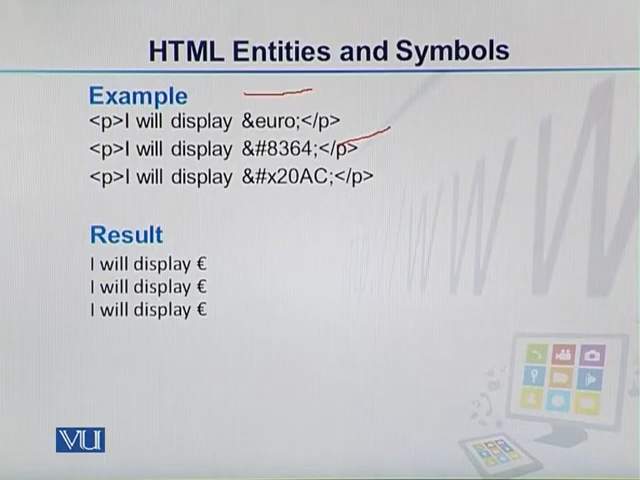 HTML Entities and Symbols
Example
<p>I will display &euro;</p>
<p>I will display &#8364;</p>
<p>I will display &#x20AC;</p>
Result
I will display €
I will display €
I will display €
VU